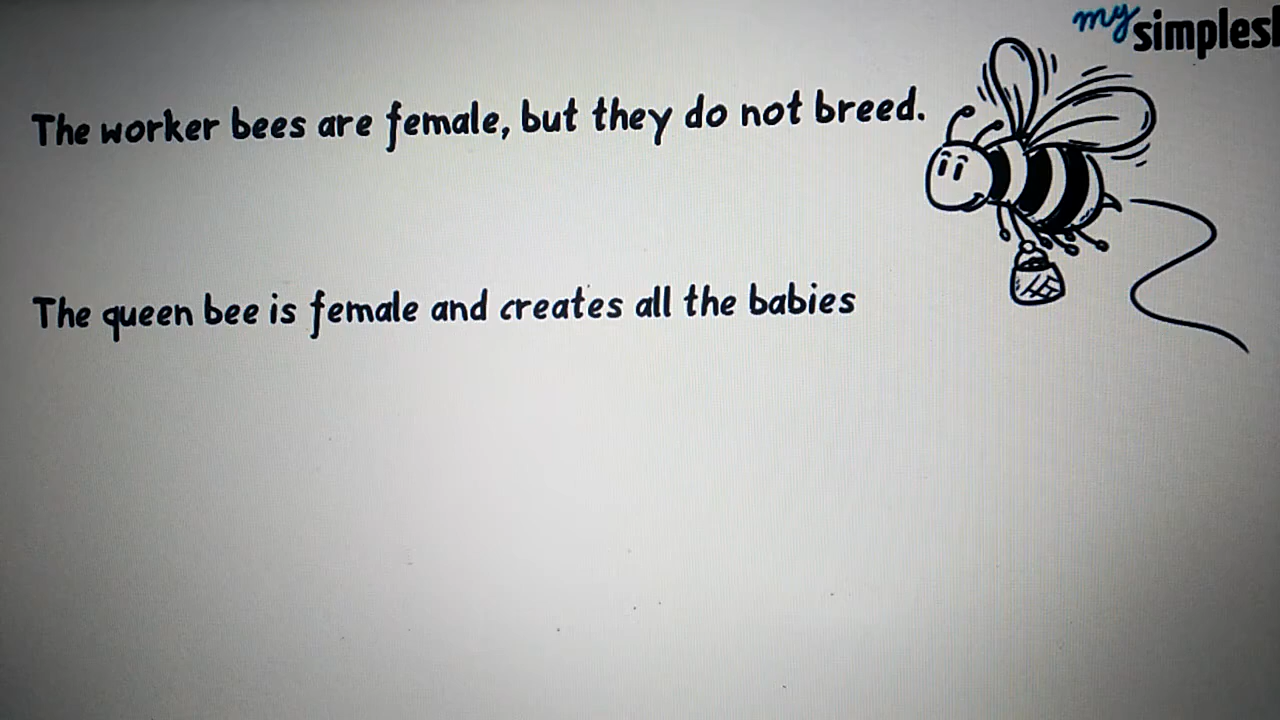 my simples
The worker bees are female, but they do not breed.
The queen bee is female and creates all the babies